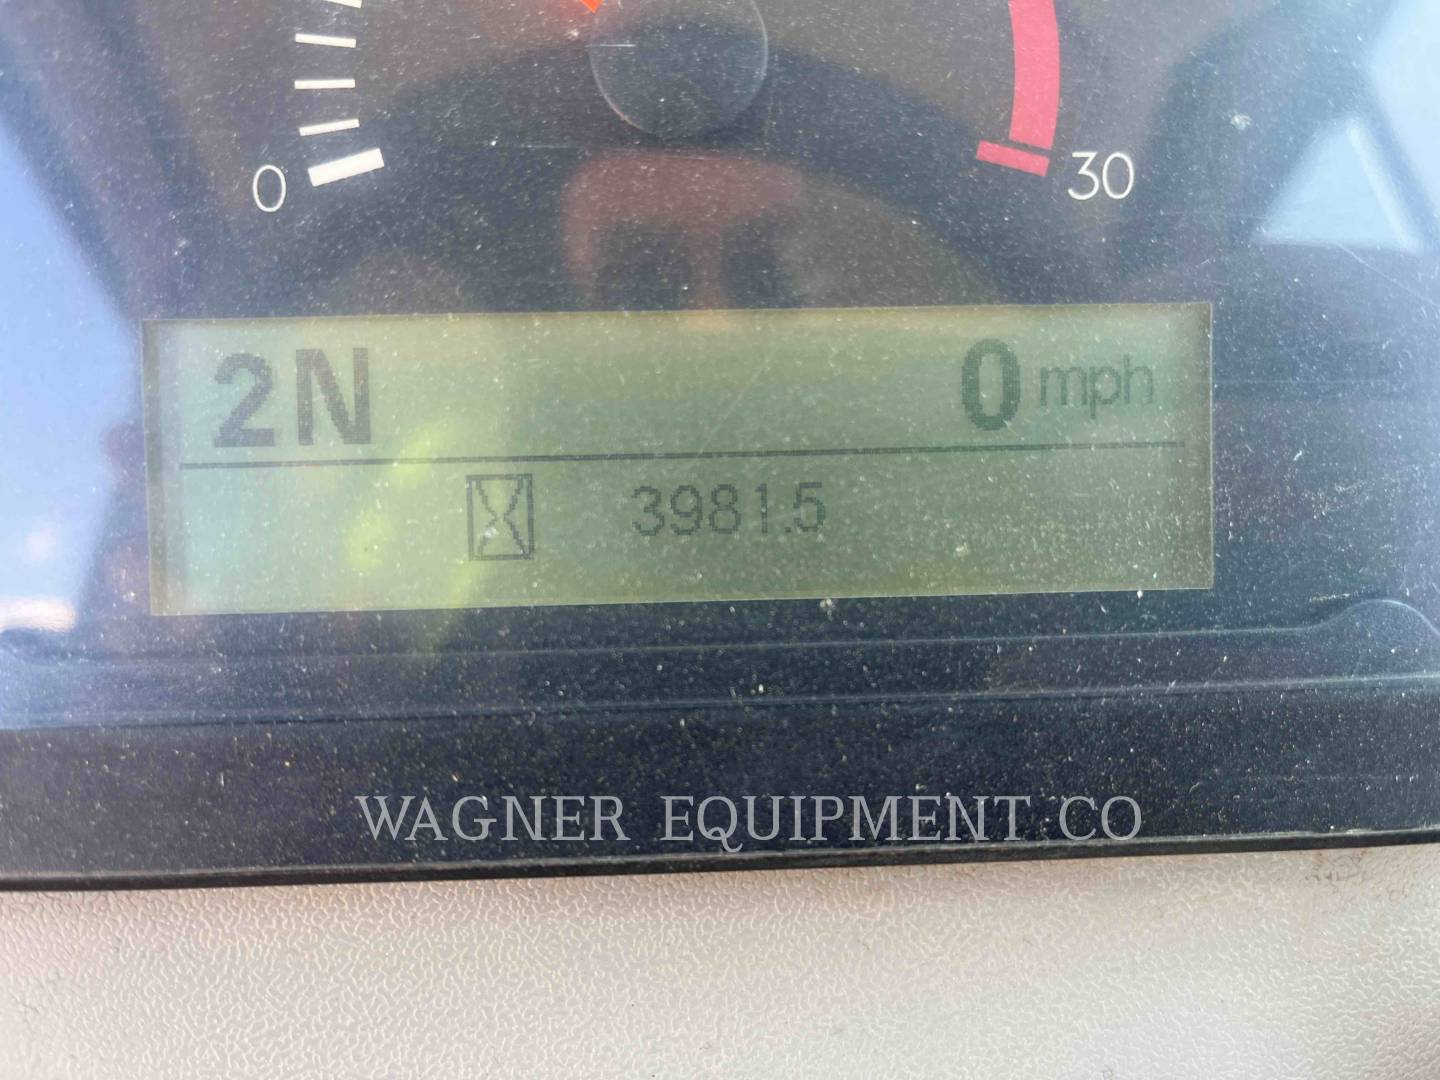 0 30
2N 0 mph
3981.5
WAGNER EQUIPMENT CO